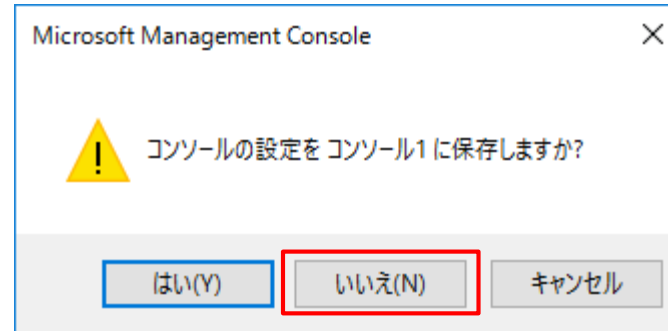 Microsoft Management Console
コンソールの設定を コンソール1 に保存しますか?
はい(Y) いいえ(N) キャンセル